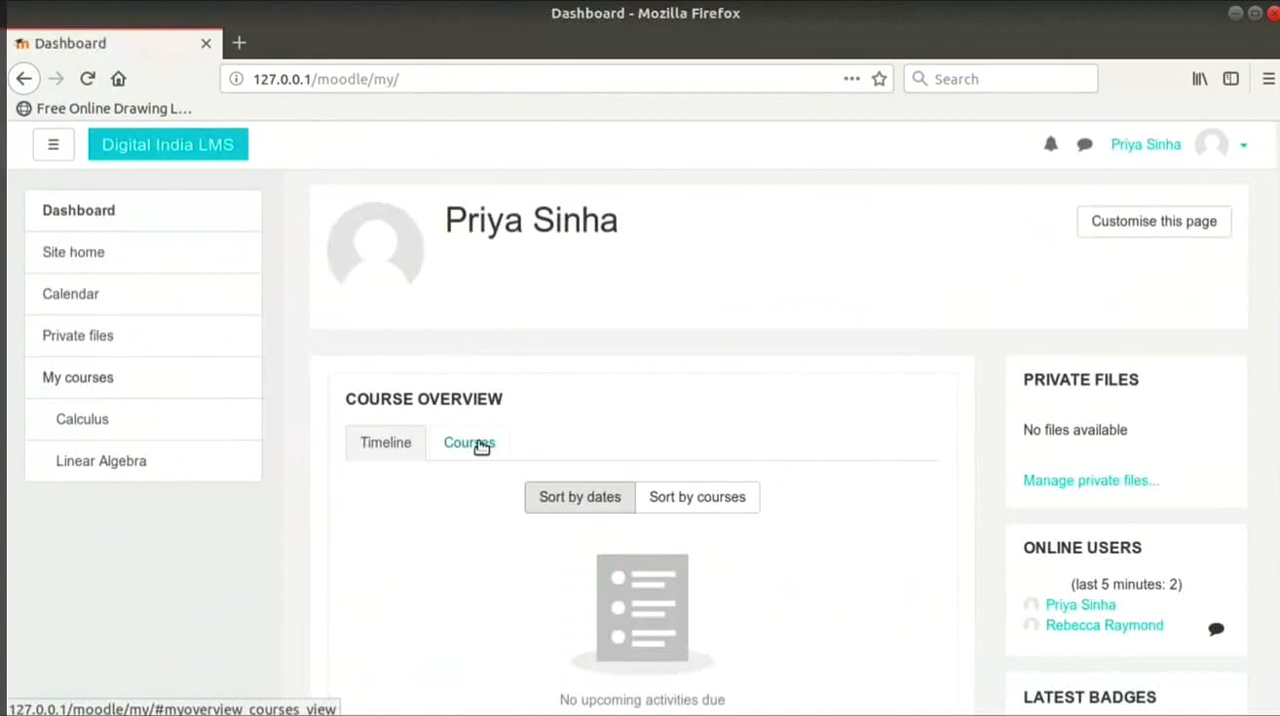 Dashboard - Mozilla Firefox
Dashboard
127.0.0.1/moodle/my/
Search
Free Online Drawing L...
Digital India LMS
Priya Sinha
Dashboard
Site home
Calendar
Private files
My courses
Calculus
Linear Algebra
Priya Sinha
Customise this page
COURSE OVERVIEW
Timeline
Courses
Sort by dates
Sort by courses
No upcoming activities due
PRIVATE FILES
No files available
Manage private files...
ONLINE USERS
(last 5 minutes: 2)
Priya Sinha
Rebecca Raymond
LATEST BADGES
127.0.0.1/moodle/my/#myoverview_courses_view